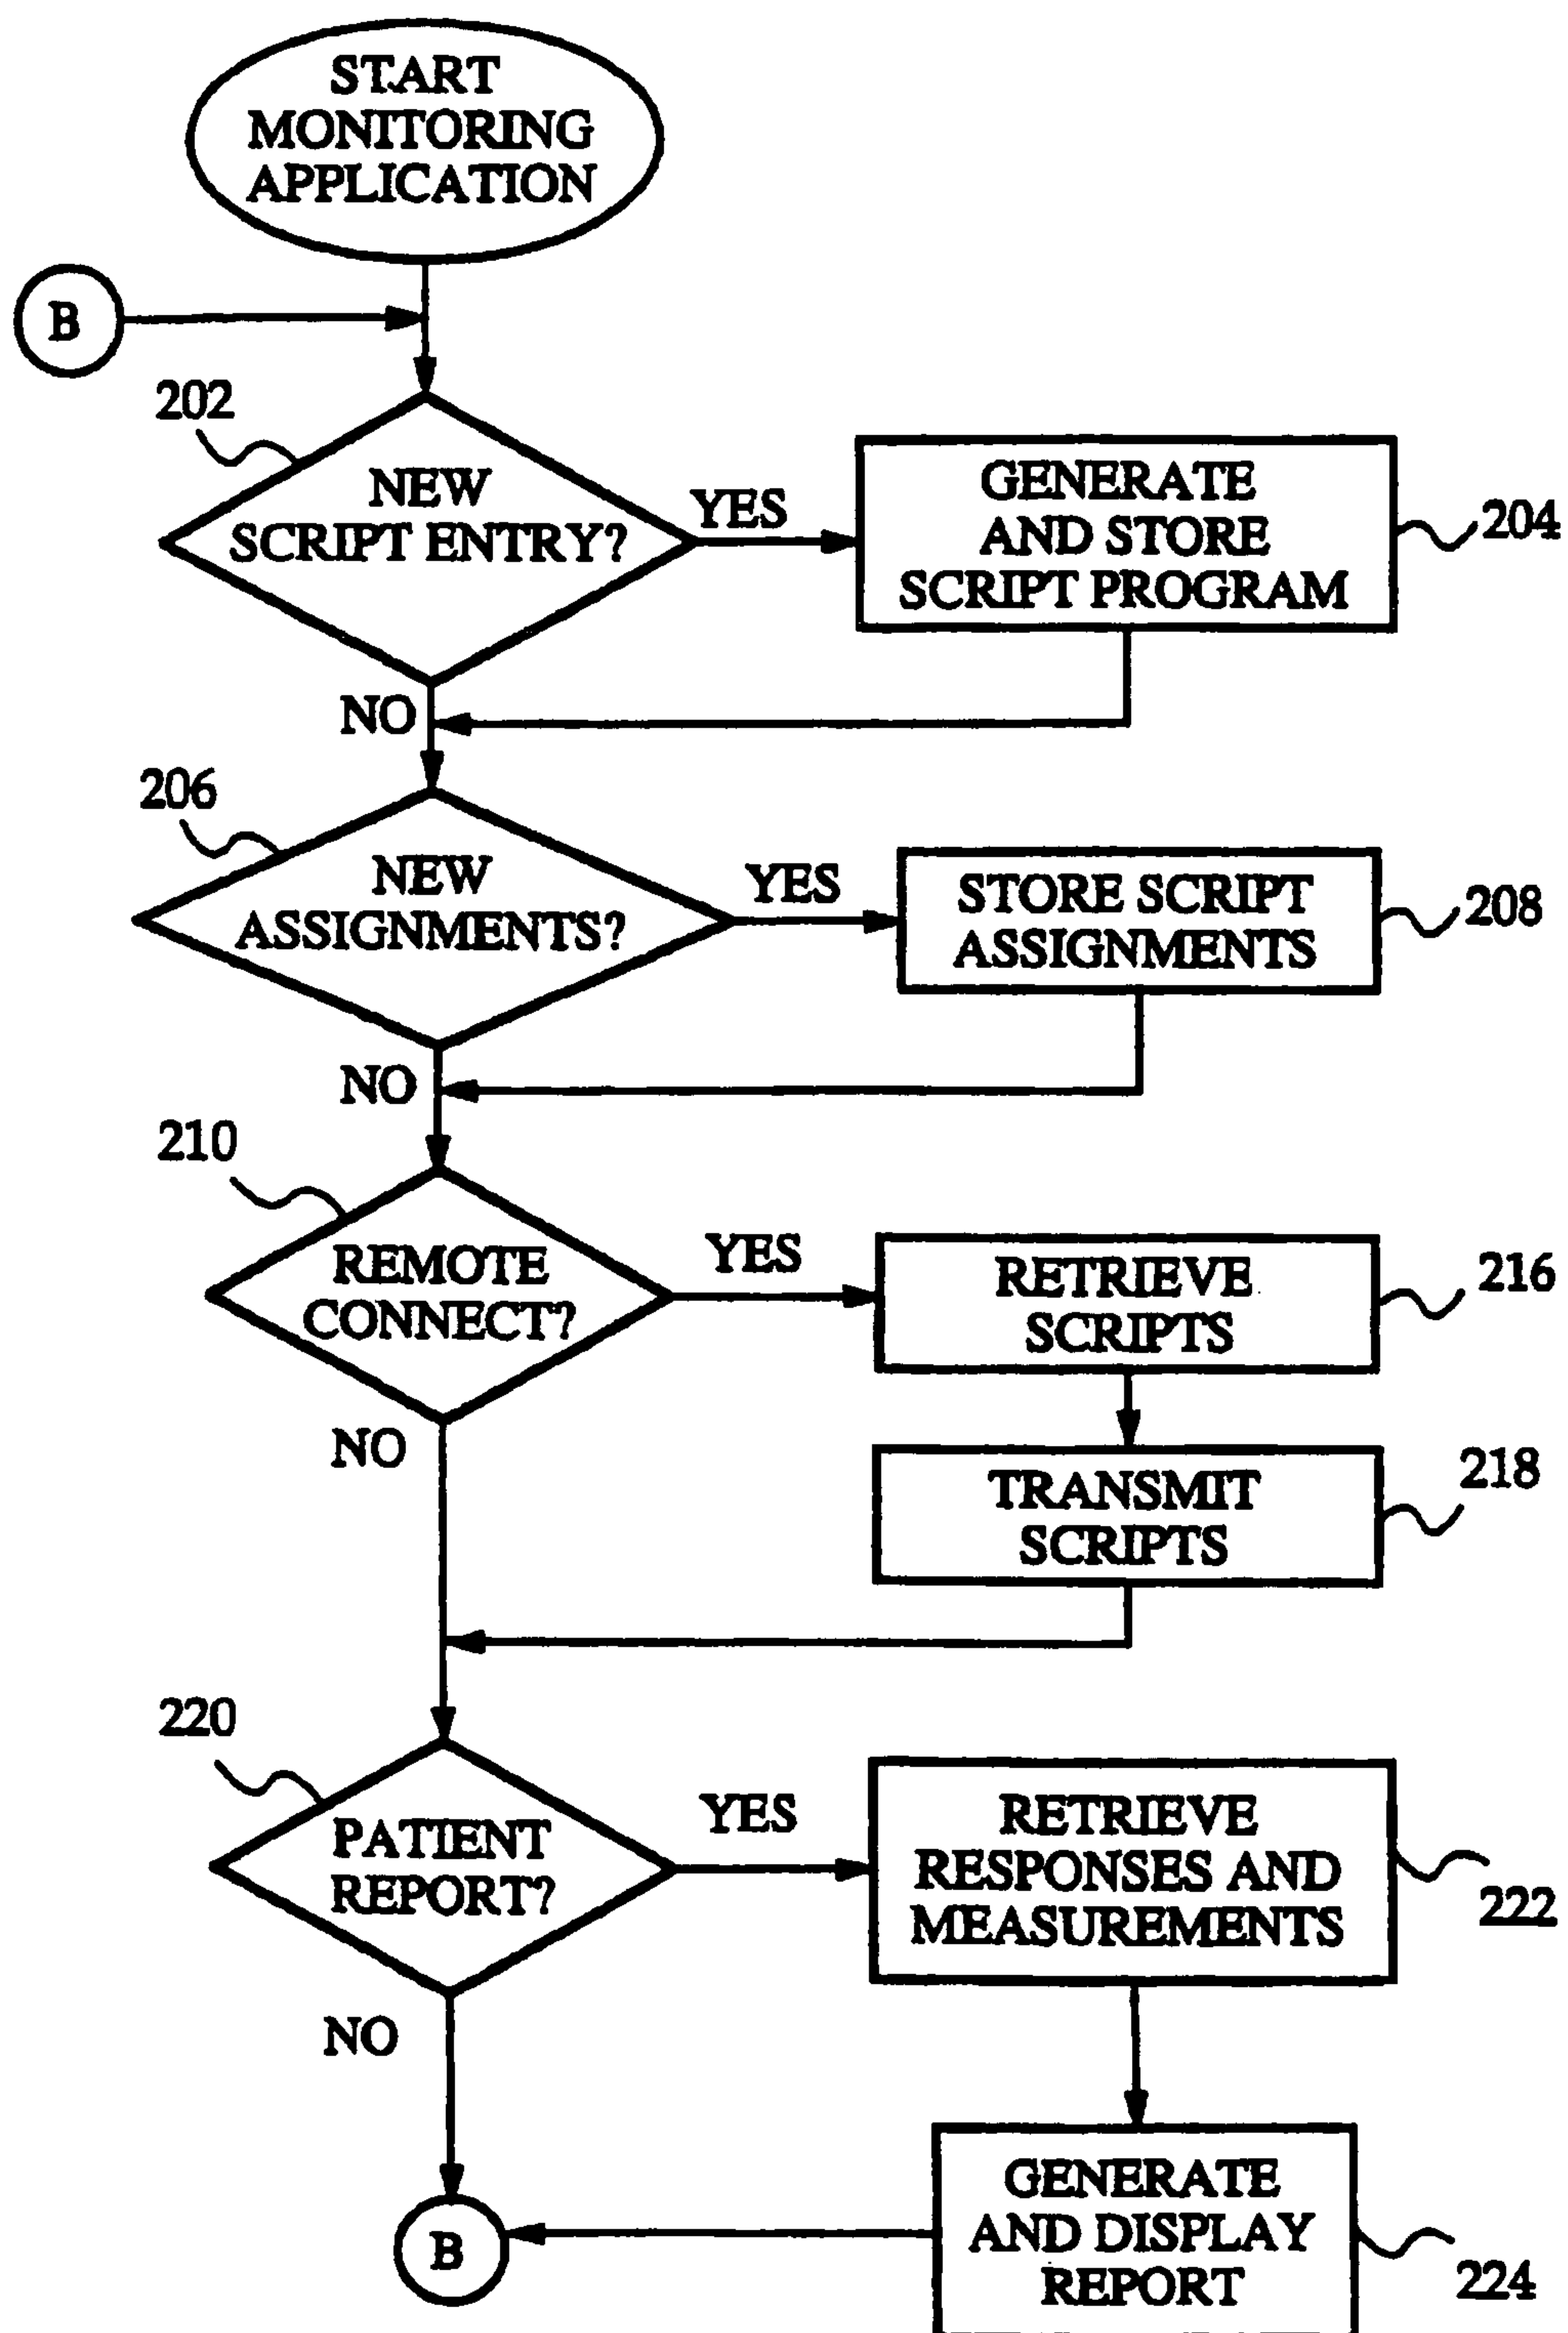 START
MONITORING
APPLICATION
B
202
NEW
SCRIPT ENTRY?
YES
GENERATE
AND STORE
SCRIPT PROGRAM
204
NO
206
NEW
ASSIGNMENTS?
YES
STORE SCRIPT
ASSIGNMENTS
208
NO
210
REMOTE
CONNECT?
YES
RETRIEVE
SCRIPTS
216
NO
TRANSMIT
SCRIPTS
218
220
PATIENT
REPORT?
YES
RETRIEVE
RESPONSES AND
MEASUREMENTS
222
NO
B
GENERATE
AND DISPLAY
REPORT
224